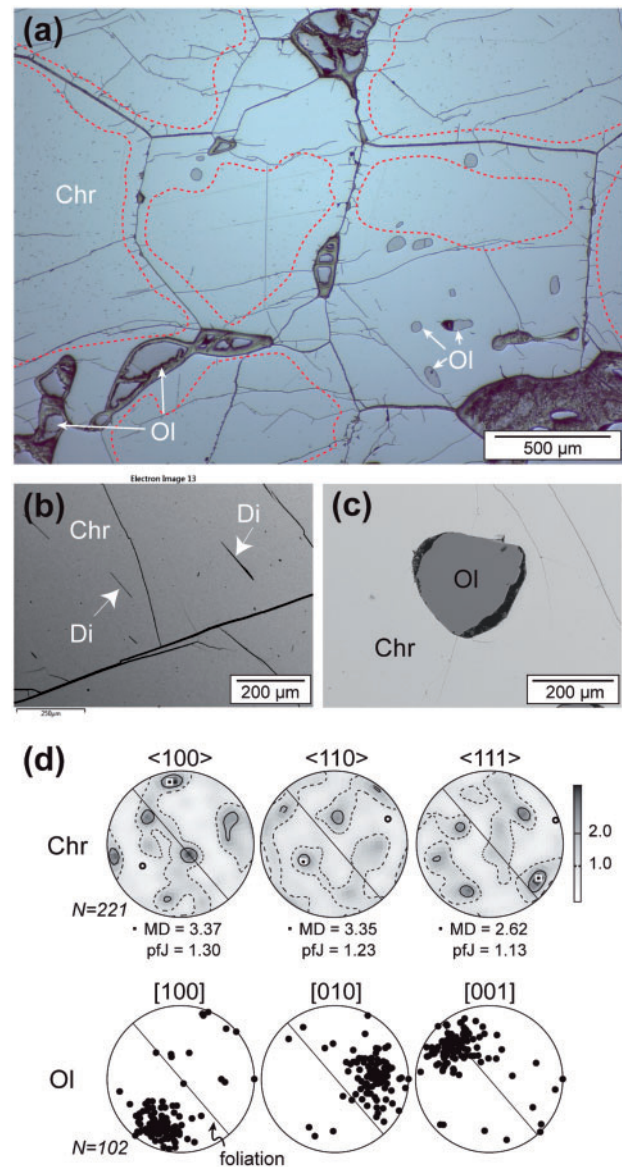 (a)
Chr
Ol
Ol
500 µm
Electron Image 13
(b)
Chr
Di
Di
200 µm
250µm
(c)
Ol
Chr
200 µm
(d)
<100> <110> <111>
Chr
2.0
1.0
N=221
MD = 3.37 MD = 3.35 MD = 2.62
pfJ = 1.30 pfJ = 1.23 pfJ = 1.13
[100] [010] [001]
Ol
N=102
foliation